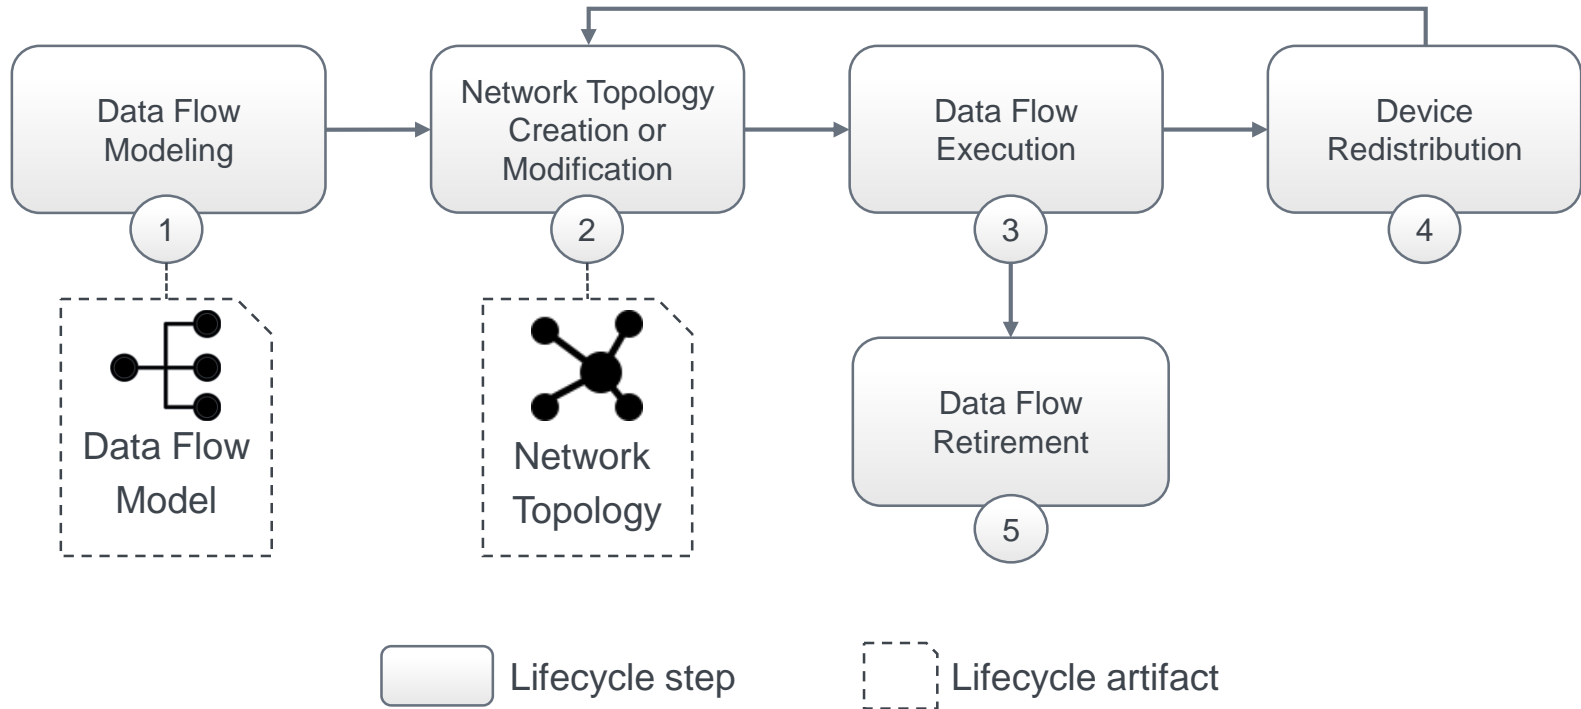 Data Flow
Modeling
Network Topology
Creation or
Modification
Data Flow
Execution
Device
Redistribution
1
2
3
4
Data Flow
Model
Network
Topology
Data Flow
Retirement
5
Lifecycle step
Lifecycle artifact